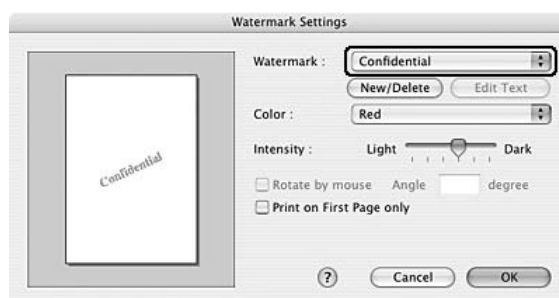 Watermark Settings
Watermark : Confidential
New/Delete Edit Text
Color : Red
Intensity : Light Dark
Confidential
Rotate by mouse Angle degree
Print on First Page only
? Cancel OK